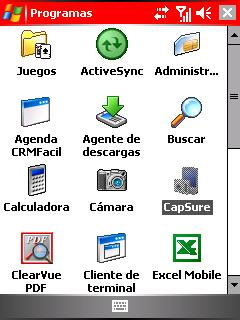 Programas
Juegos
ActiveSync
Administr...
Agenda
CRMFacil
Agente de
descargas
Buscar
Calculadora
Cámara
CapSure
PDF
ClearVue
PDF
Cliente de
terminal
Excel Mobile